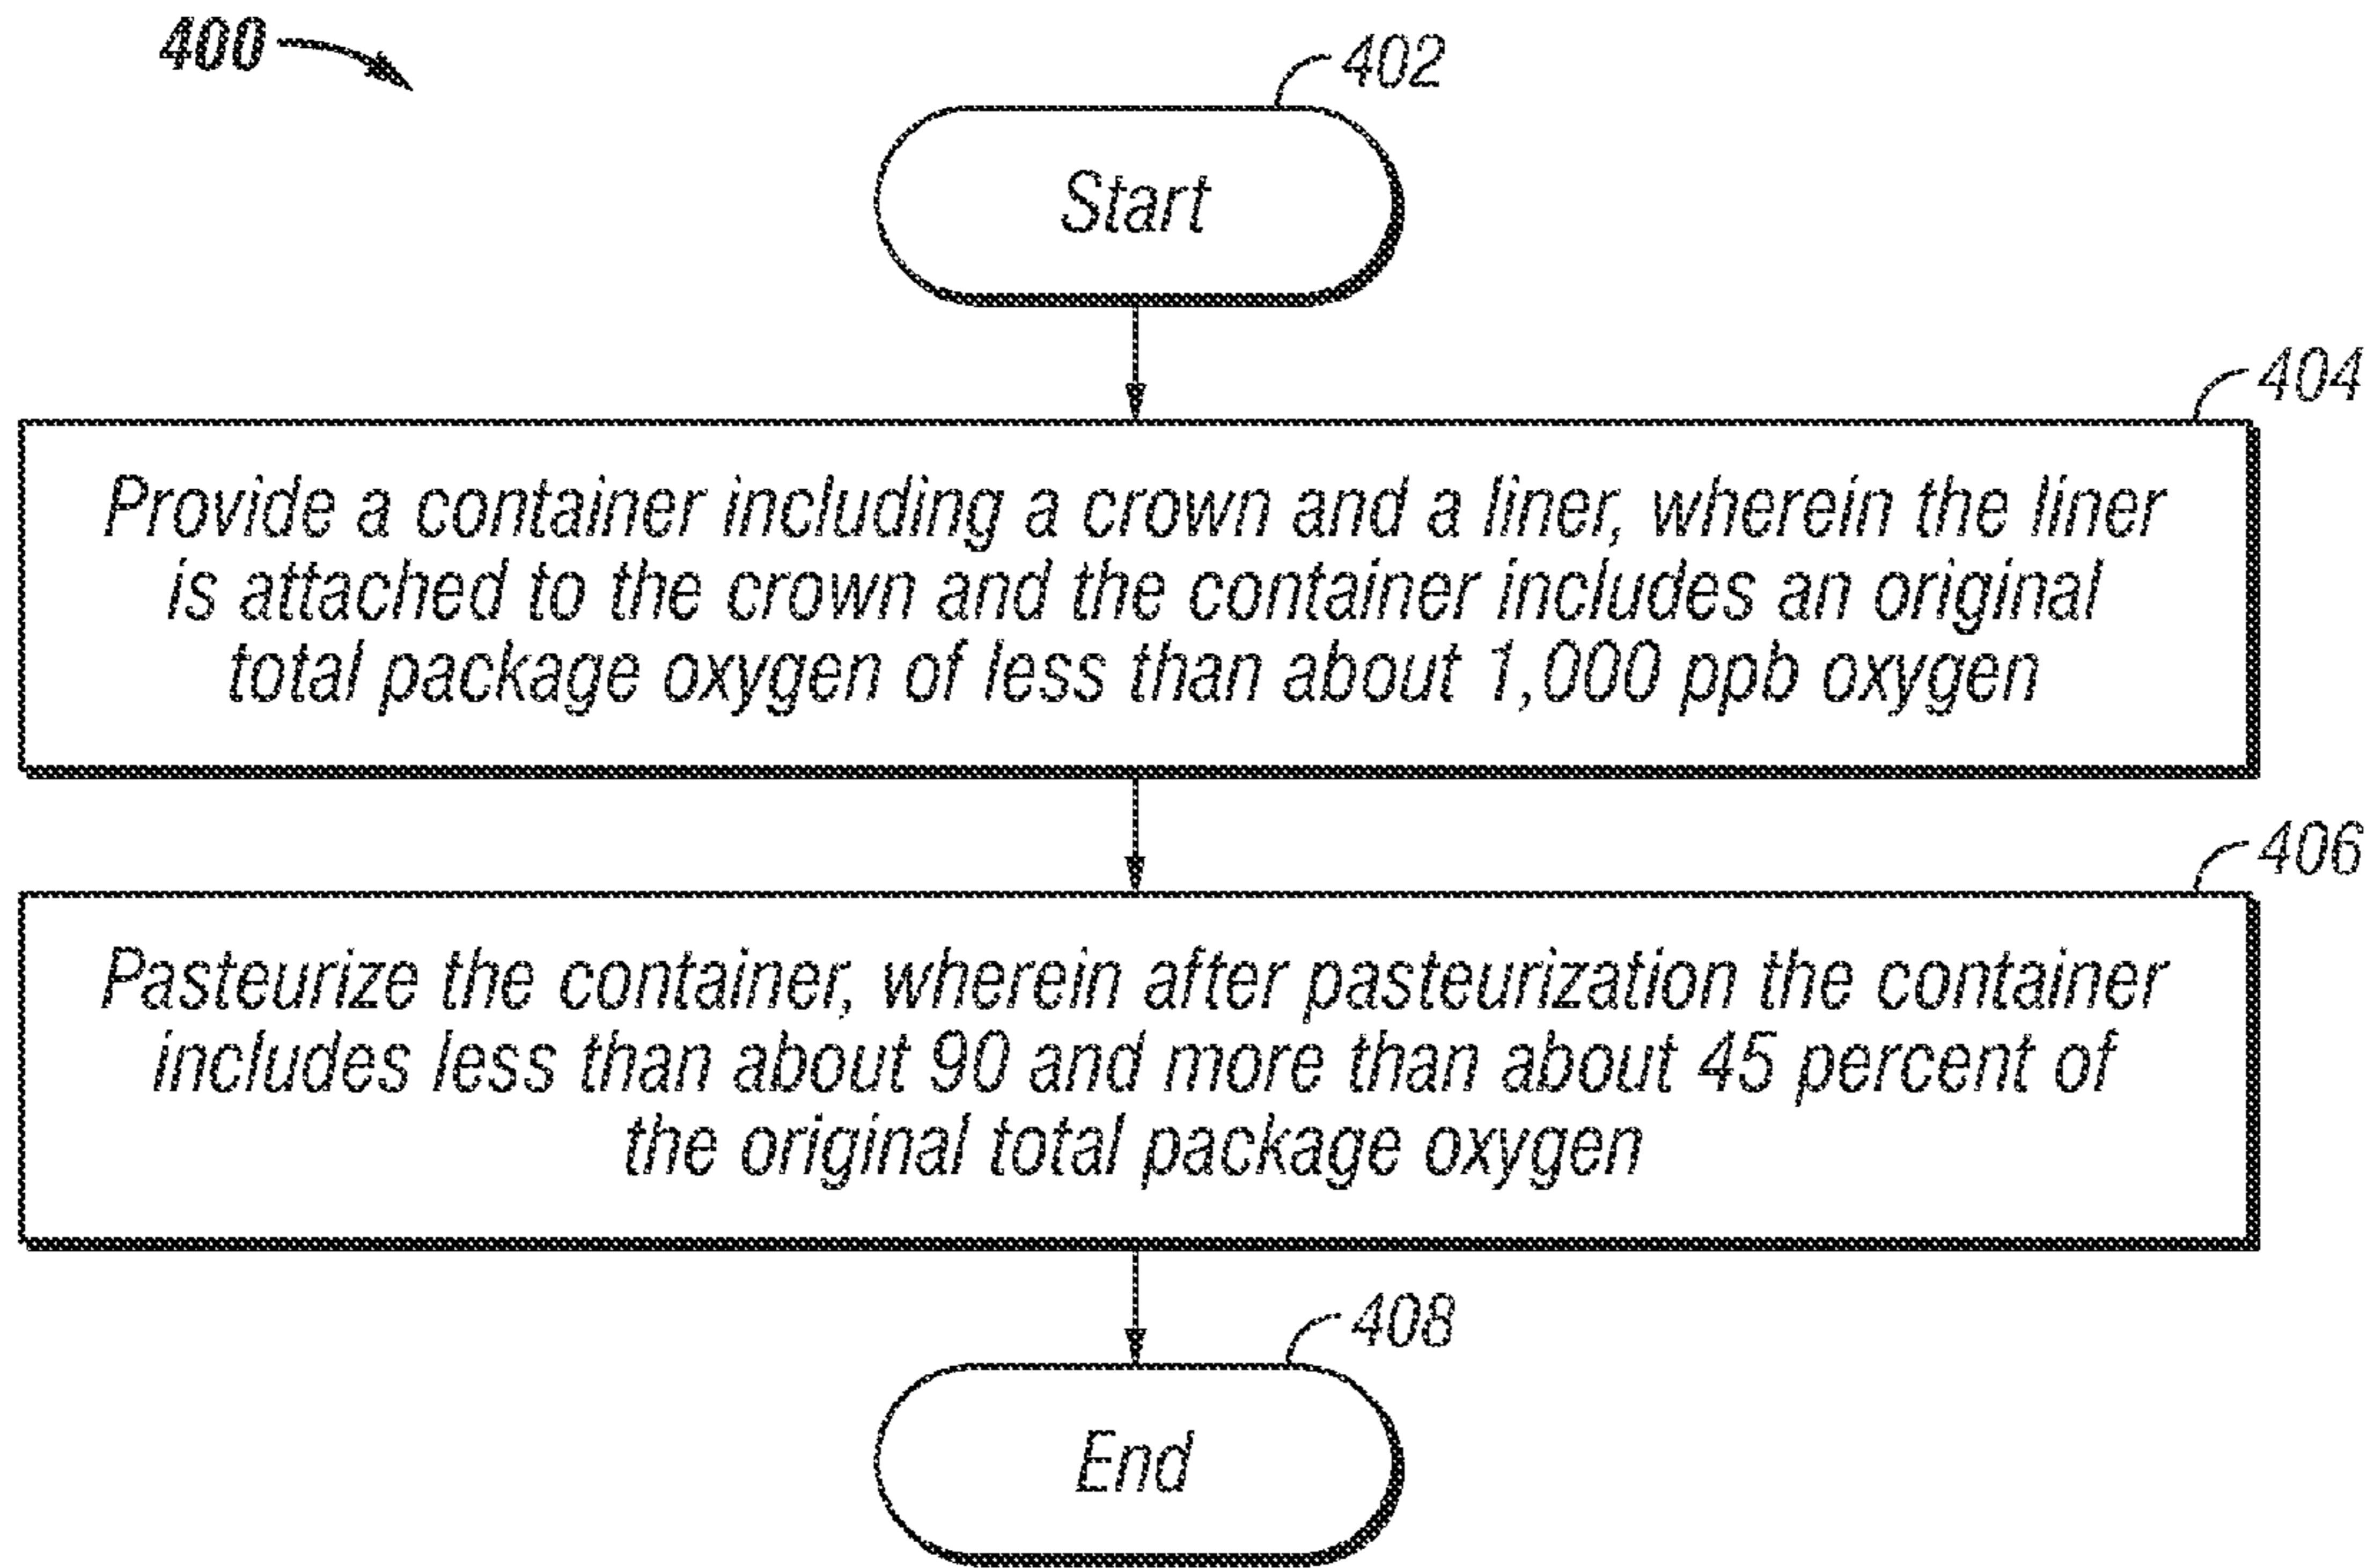 400
402
Start
404
Provide a container including a crown and a liner, wherein the liner
is attached to the crown and the container includes an original
total package oxygen of less than about 1,000 ppb oxygen
406
Pasteurize the container, wherein after pasteurization the container
includes less than about 90 and more than about 45 percent of
the original total package oxygen
408
End